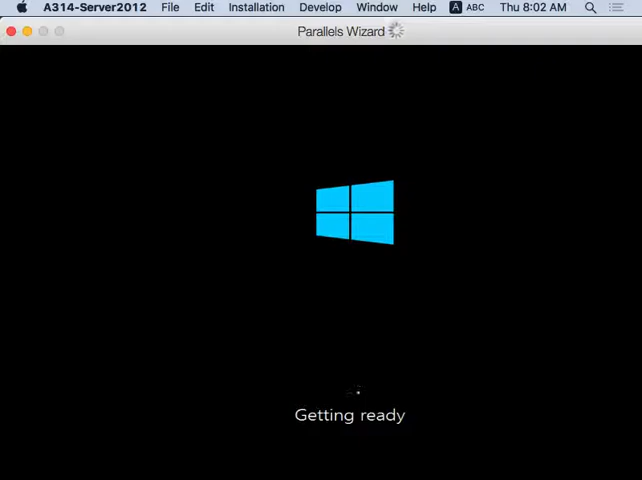 A314-Server2012 File Edit Installation Develop Window Help A ABC Thu 8:02 AM
Parallels Wizard
Getting ready